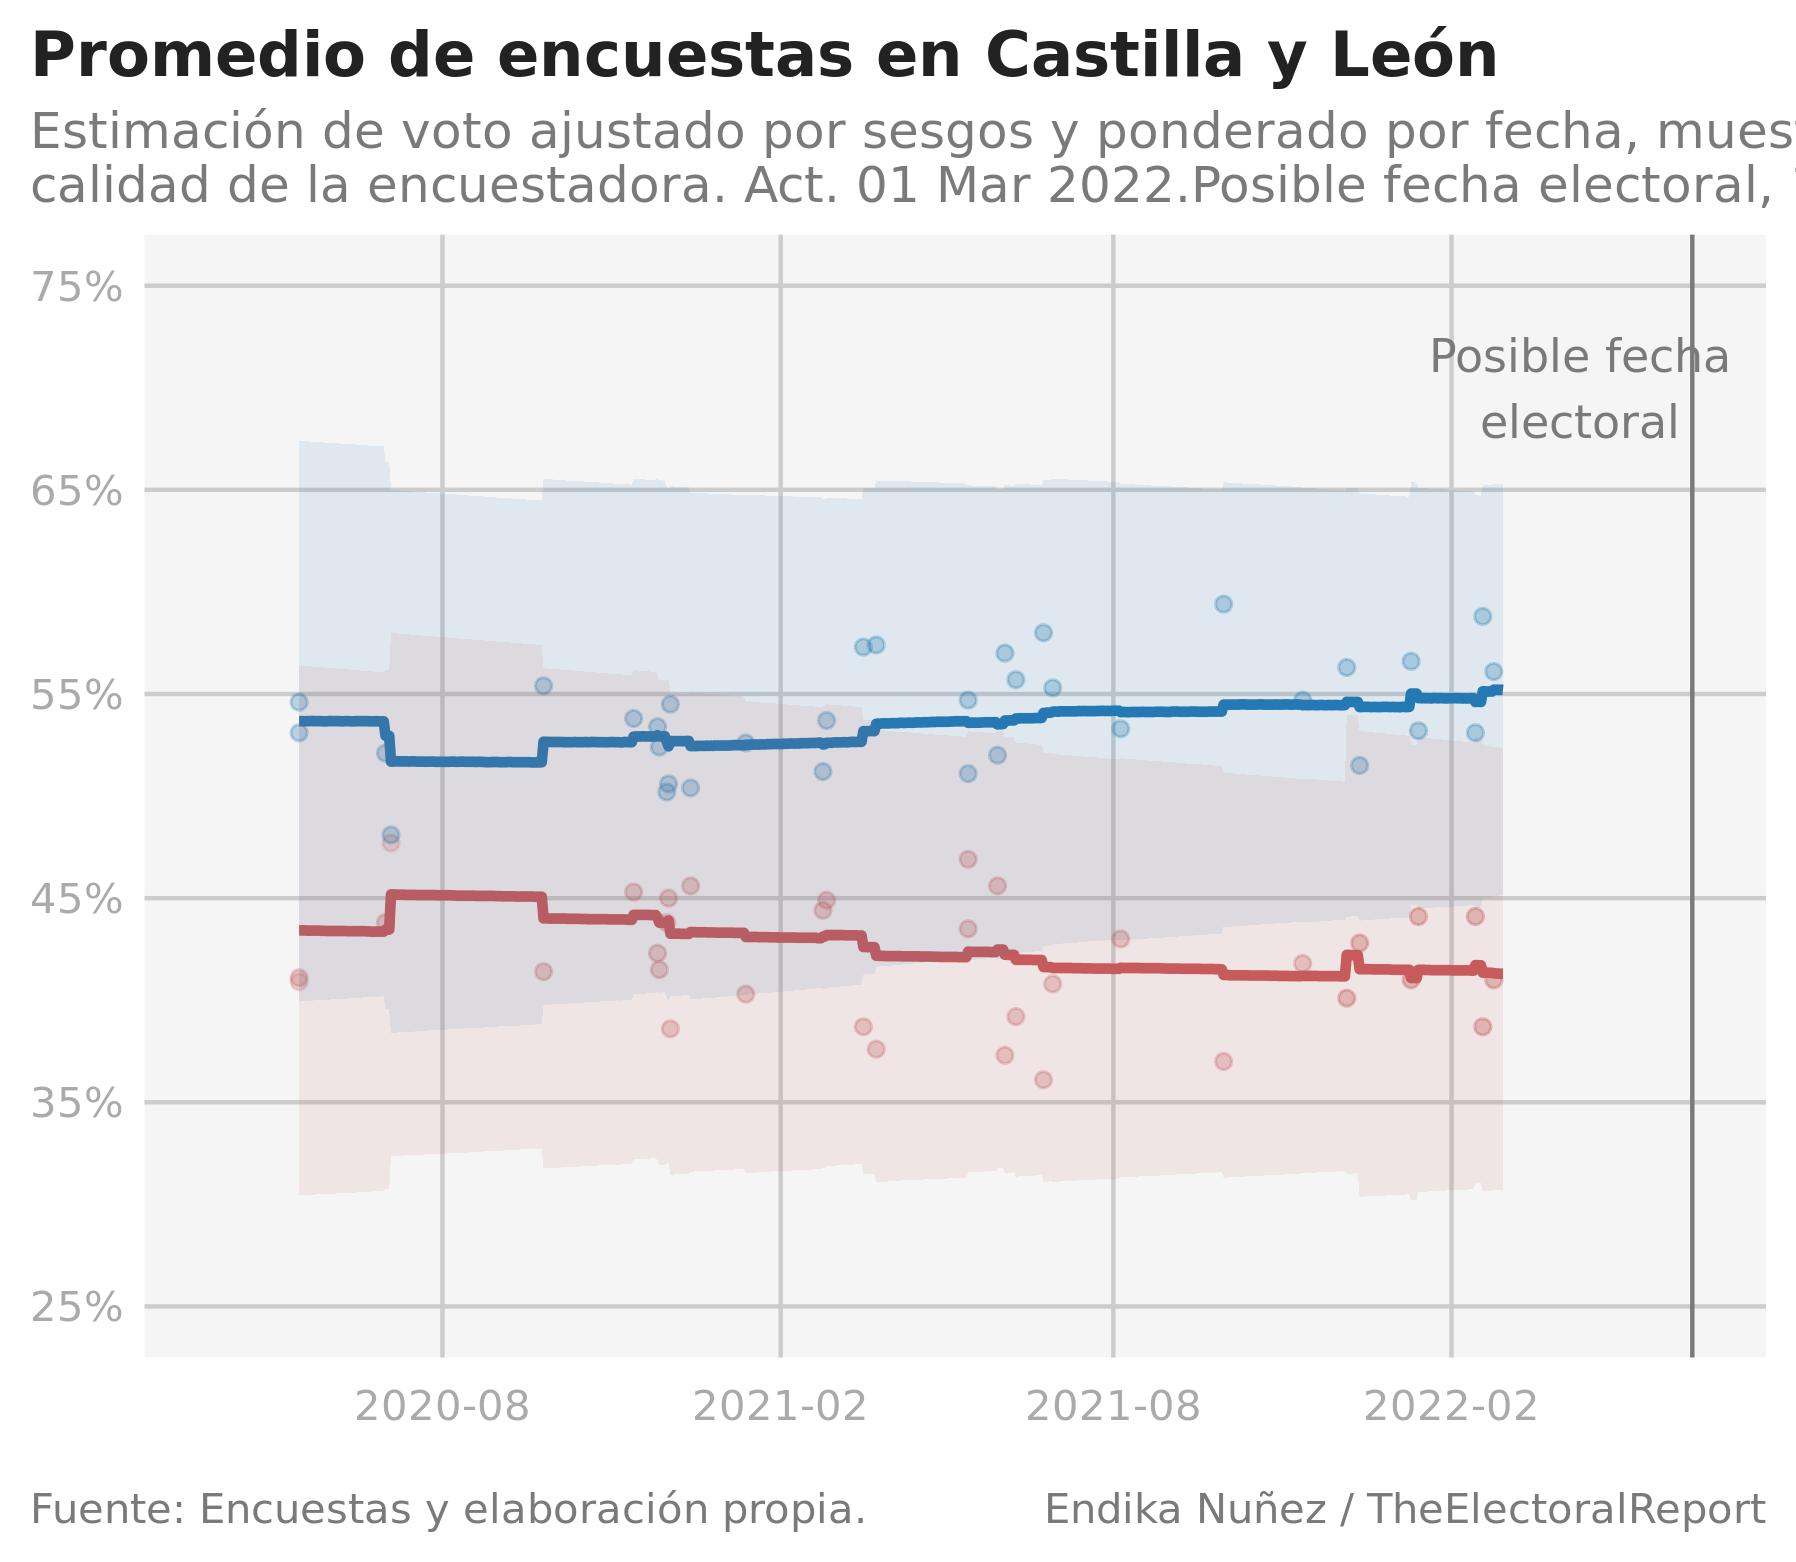 Promedio de encuestas en Castilla y León
Estimación de voto ajustado por sesgos y ponderado por fecha,
calidad de la encuestadora. Act. 01 Mar 2022.Posible fecha electoral,
75%
65%
55%
45%
35%
25%
Posible fecha
electoral
2020-08
2021-02
2021-08
2022-02
Fuente: Encuestas y elaboración propia.
Endika Nuñez / TheElectoralReport